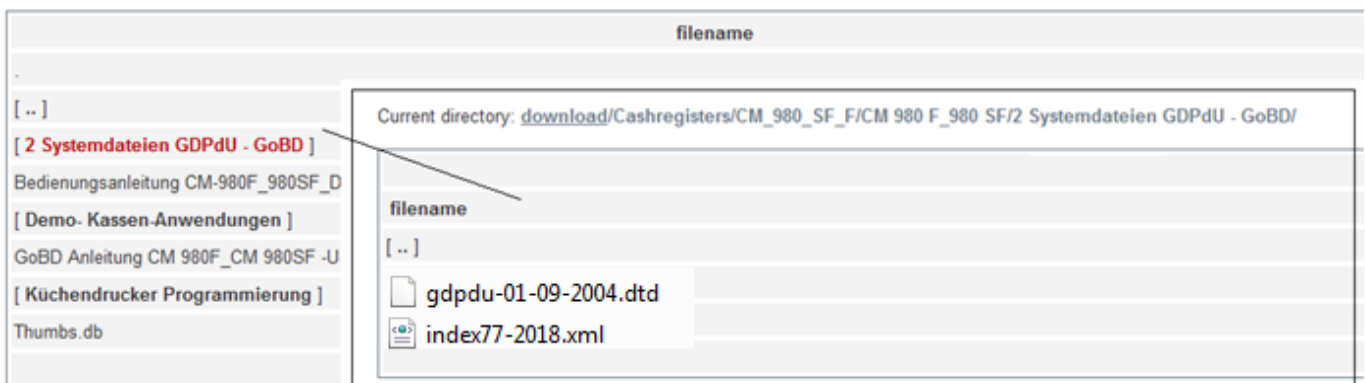 filename
.
[ .. ]
[ 2 Systemdateien GDPdU - GoBD ]
Bedienungsanleitung CM-980F_980SF_D
[ Demo- Kassen-Anwendungen ]
GoBD Anleitung CM 980F_CM 980SF -U
[ Küchendrucker Programmierung ]
Thumbs.db
Current directory: download/Cashregisters/CM_980_SF_F/CM 980 F_980 SF/2 Systemdateien GDPdU - GoBD/
filename
[ .. ]
gdpdu-01-09-2004.dtd
index77-2018.xml